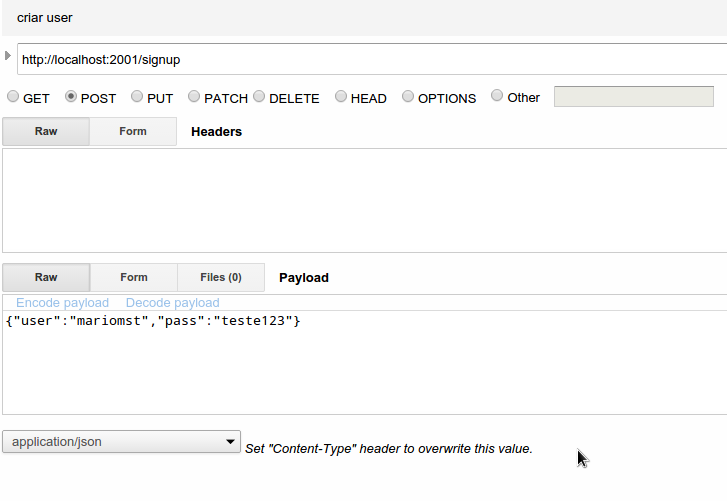 criar user
http://localhost:2001/signup
GET POST PUT PATCH DELETE HEAD OPTIONS Other
Raw Form Headers
Raw Form Files (0) Payload
Encode payload Decode payload
{"user":"mariomst","pass":"teste123"}
application/json Set "Content-Type" header to overwrite this value.